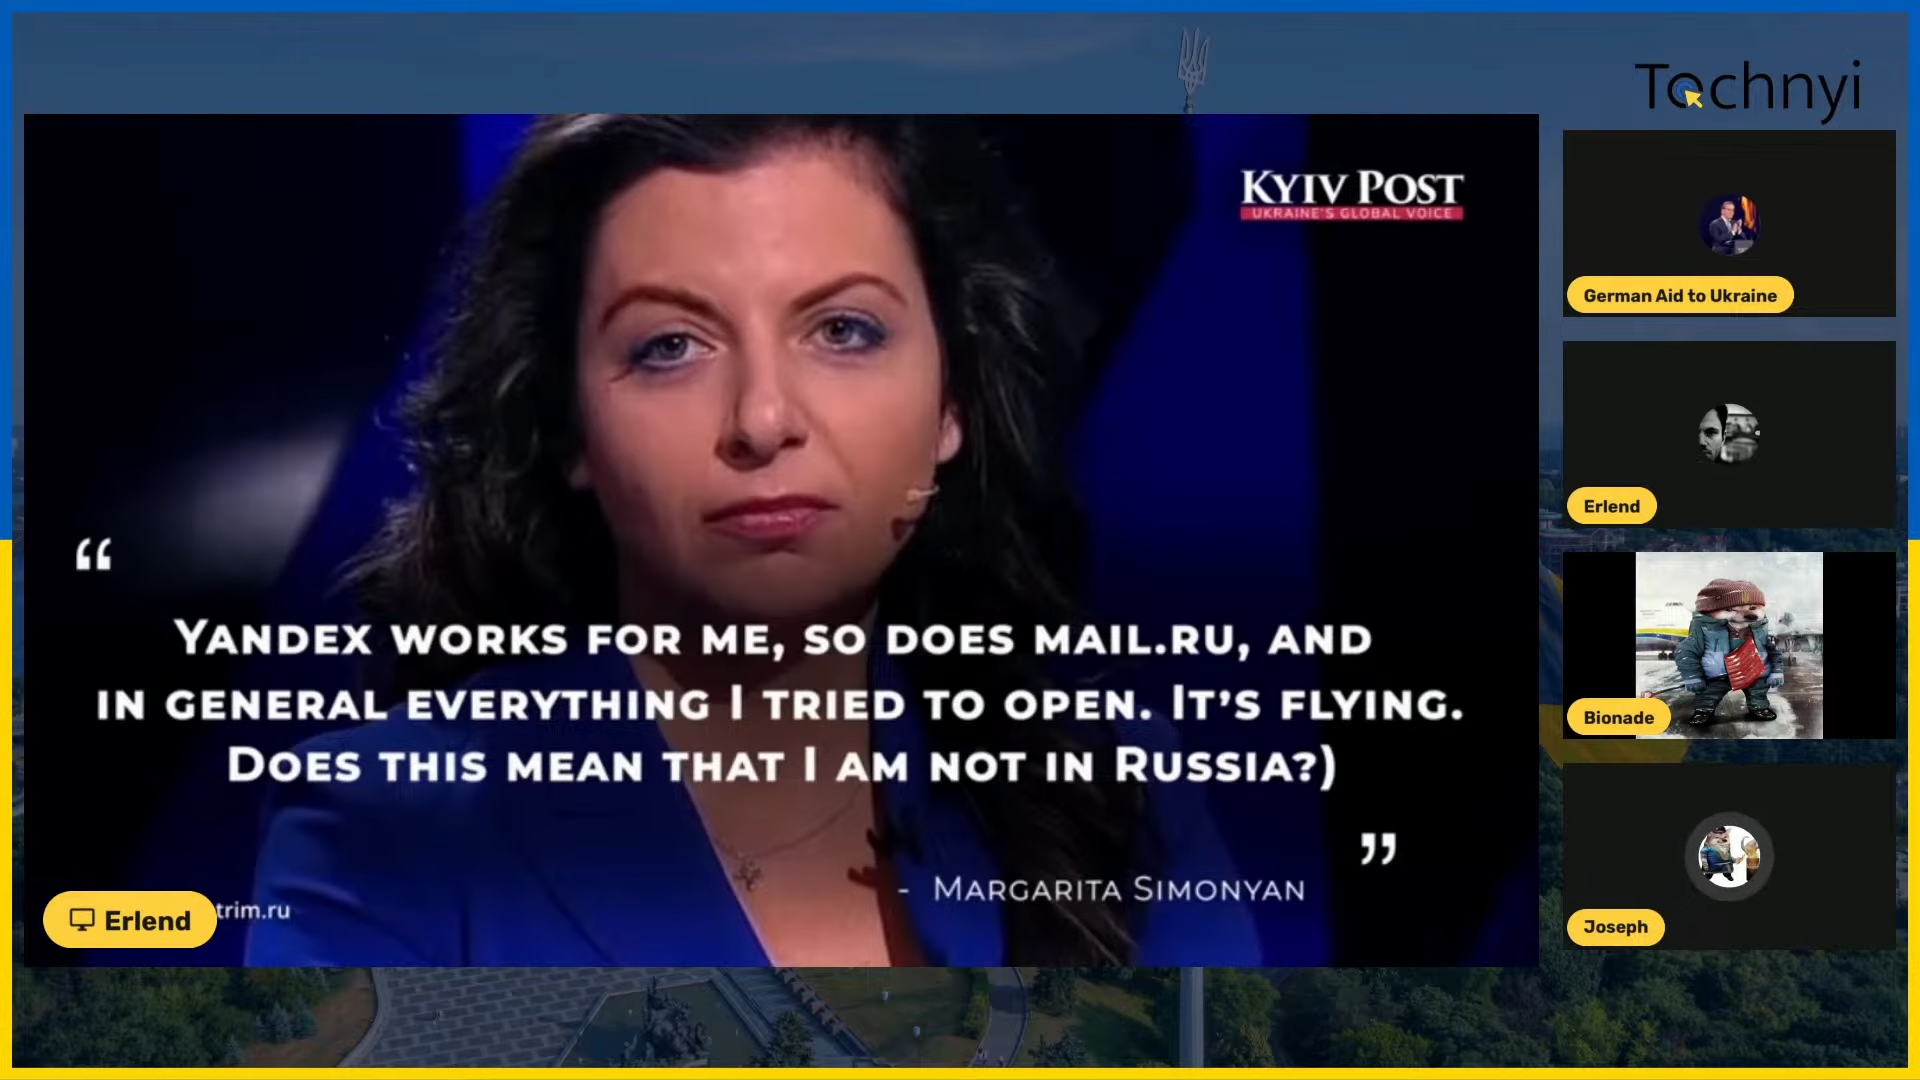 Tochnyi
KYIV POST
UKRAINE'S GLOBAL VOICE
German Aid to Ukraine
Erlend
“
YANDEX WORKS FOR ME, SO DOES MAIL.RU, AND
IN GENERAL EVERYTHING I TRIED TO OPEN. IT’S FLYING.
DOES THIS MEAN THAT I AM NOT IN RUSSIA?)
”
- MARGARITA SIMONYAN
Bionade
Erlend
trim.ru
Joseph